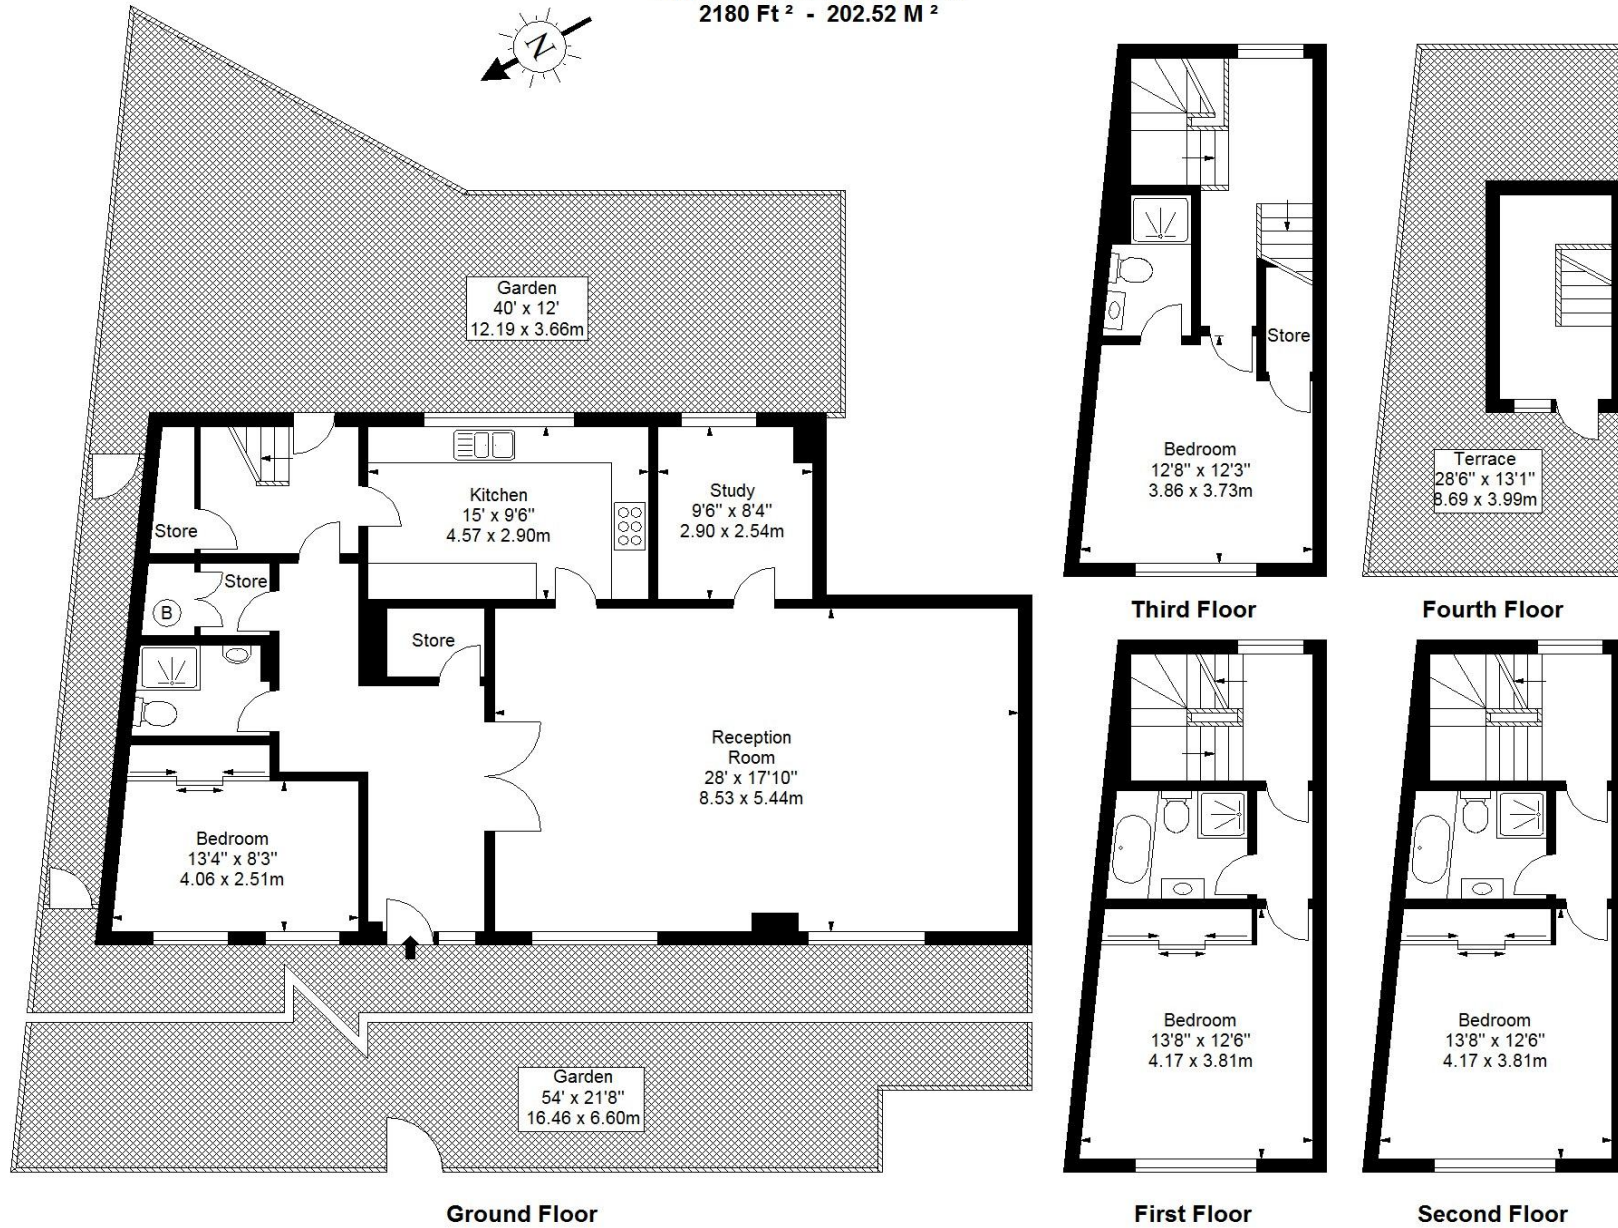 2180 Ft ² - 202.52 M ²
N
Garden
40' x 12'
12.19 x 3.66m
Kitchen
15' x 9'6"
4.57 x 2.90m
Study
9'6" x 8'4"
2.90 x 2.54m
Store
Store
B
Store
Reception
Room
28' x 17'10"
8.53 x 5.44m
Bedroom
13'4" x 8'3"
4.06 x 2.51m
Garden
54' x 21'8"
16.46 x 6.60m
Ground Floor
Store
Bedroom
12'8" x 12'3"
3.86 x 3.73m
Third Floor
Terrace
28'6" x 13'1"
8.69 x 3.99m
Fourth Floor
Bedroom
13'8" x 12'6"
4.17 x 3.81m
First Floor
Bedroom
13'8" x 12'6"
4.17 x 3.81m
Second Floor